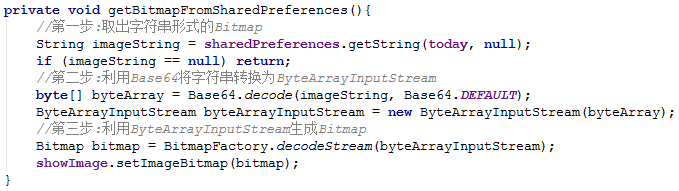 private void getBitmapFromSharedPreferences(){
//第一步:取出字符串形式的Bitmap
String imageString = sharedPreferences.getString(today, null);
if (imageString == null) return;
//第二步:利用Base64将字符串转换为ByteArrayInputStream
byte[] byteArray = Base64.decode(imageString, Base64.DEFAULT);
ByteArrayInputStream byteArrayInputStream = new ByteArrayInputStream(byteArray);
//第三步:利用ByteArrayInputStream生成Bitmap
Bitmap bitmap = BitmapFactory.decodeStream(byteArrayInputStream);
showImage.setImageBitmap(bitmap);
}